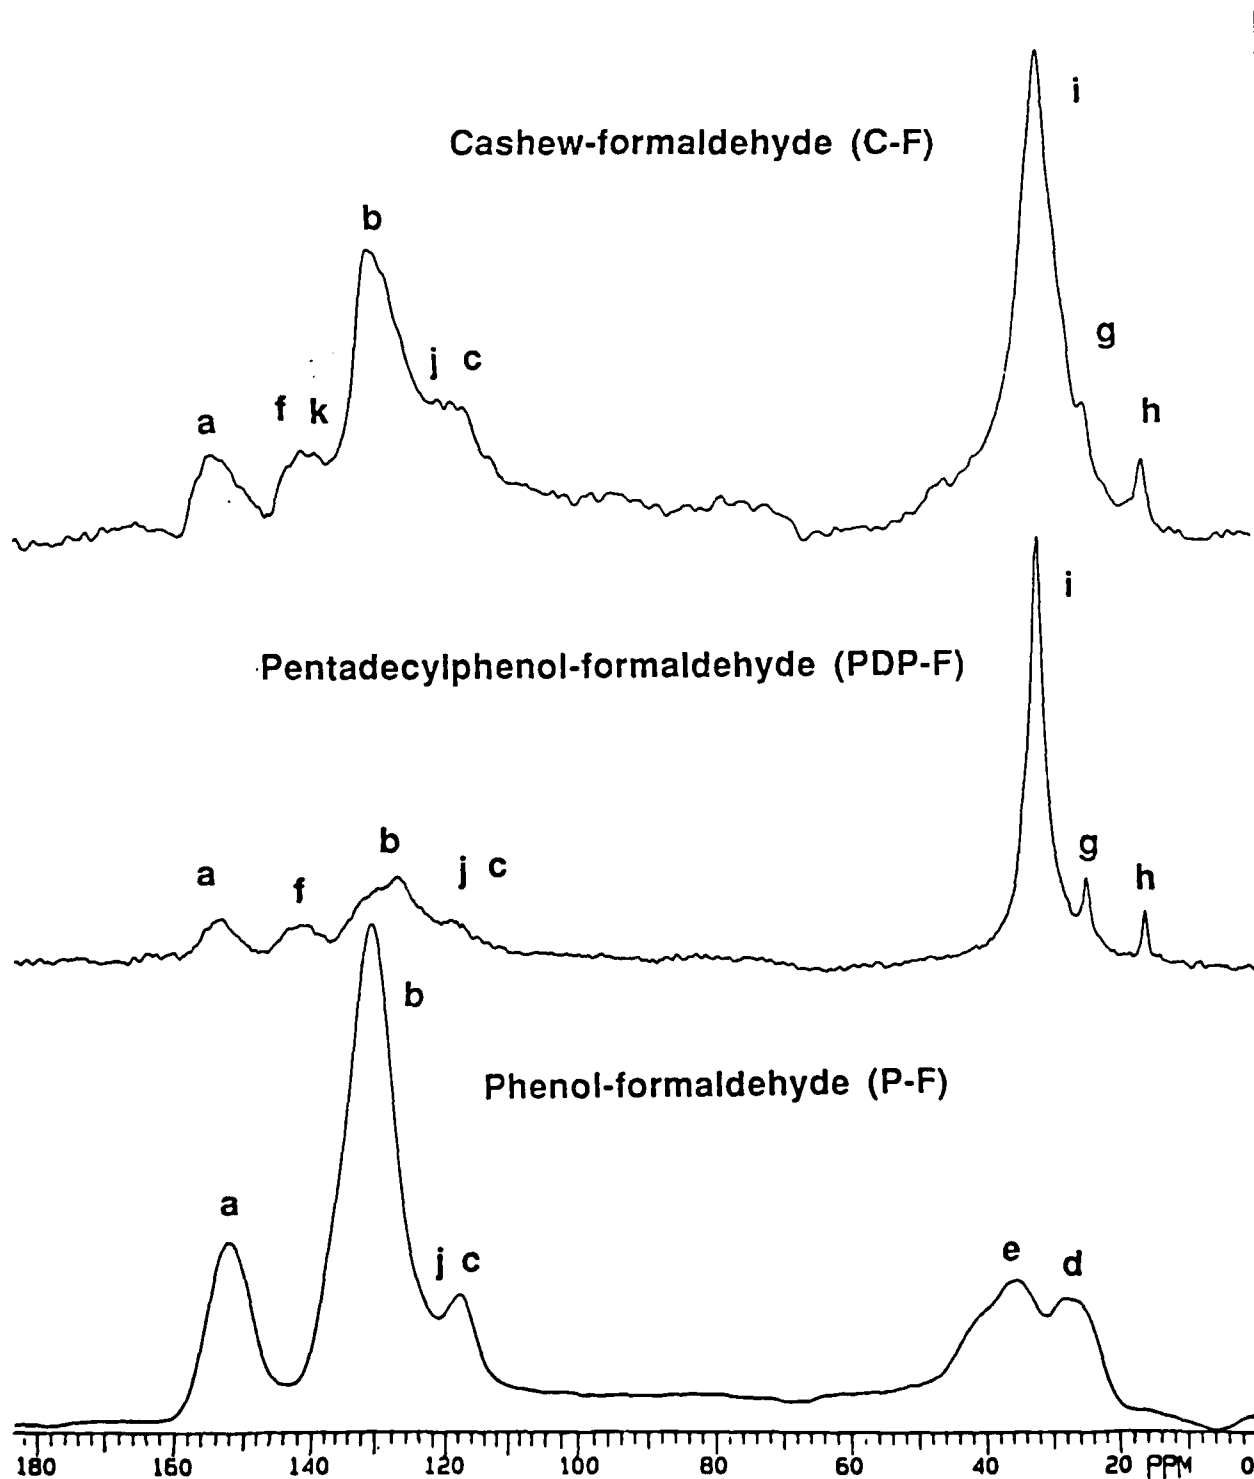 i
Cashew-formaldehyde (C-F)
b
g
j c
a f k h
i
Pentadecylphenol-formaldehyde (PDP-F)
b
a f j c g h
b
Phenol-formaldehyde (P-F)
a
j c e d
180 160 140 120 100 80 60 40 20 PPM 0